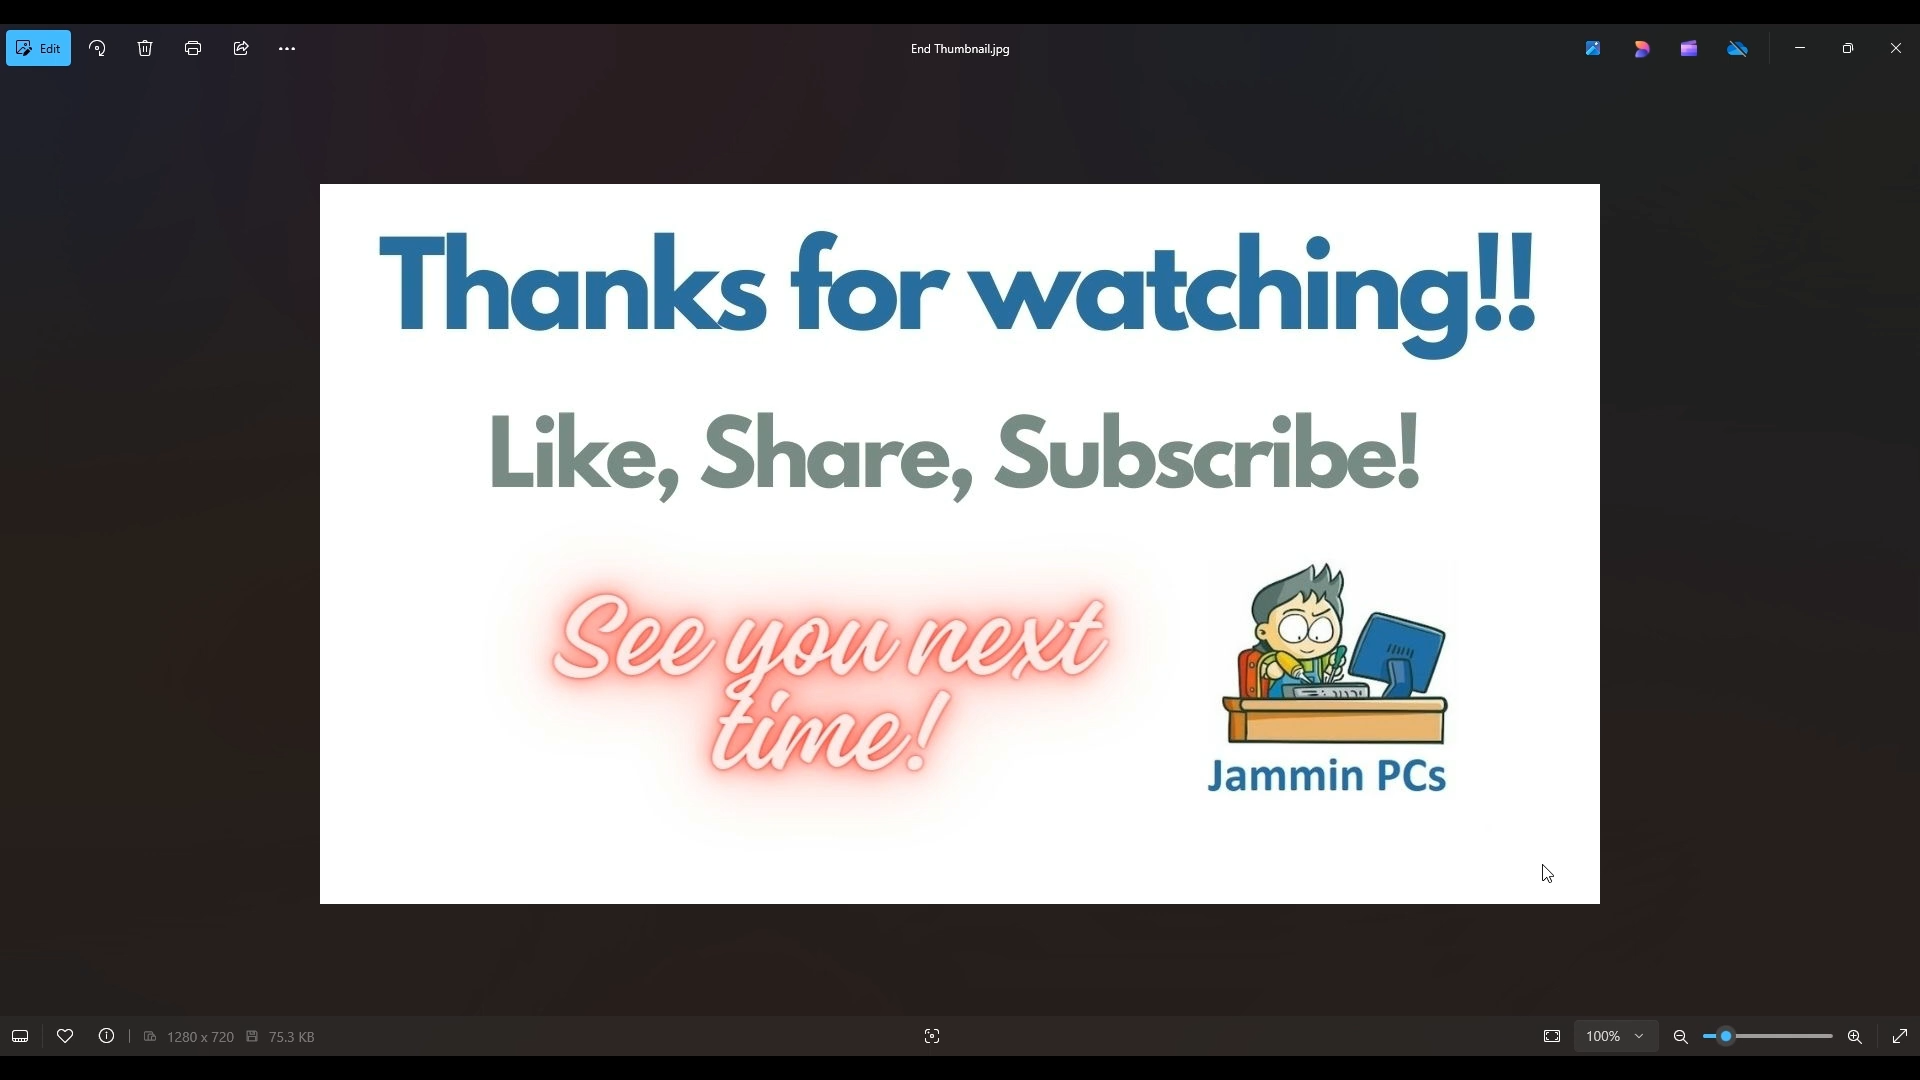 Edit
End Thumbnail.jpg
Thanks for watching!!
Like, Share, Subscribe!
See you next
time!
Jammin PCs
1280 x 720
75.3 KB
100%